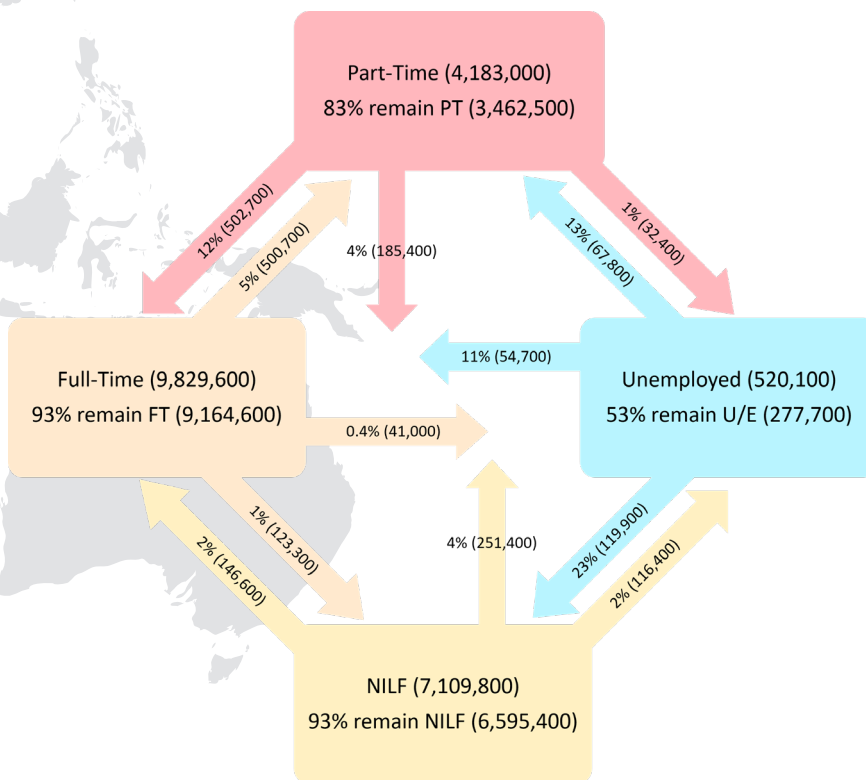 Part-Time (4,183,000)
83% remain PT (3,462,500)
12% (502,700)
5% (500,700)
4% (185,400)
13% (67,800)
1% (32,400)
Full-Time (9,829,600)
93% remain FT (9,164,600)
11% (54,700)
Unemployed (520,100)
53% remain U/E (277,700)
0.4% (41,000)
2% (146,600)
1% (123,300)
4% (251,400)
23% (119,900)
2% (116,400)
NILF (7,109,800)
93% remain NILF (6,595,400)